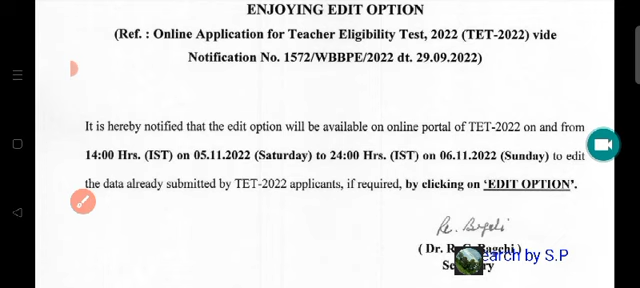 ENJOYING EDIT OPTION
(Ref. : Online Application for Teacher Eligibility Test, 2022 (TET-2022) vide
Notification No. 1572/WBBPE/2022 dt. 29.09.2022)
It is hereby notified that the edit option will be available on online portal of TET-2022 on and from
14:00 Hrs. (IST) on 05.11.2022 (Saturday) to 24:00 Hrs. (IST) on 06.11.2022 (Sunday) to edit
the data already submitted by TET-2022 applicants, if required, by clicking on ‘EDIT OPTION’.
(Dr. Bagchi)
earch by S.P